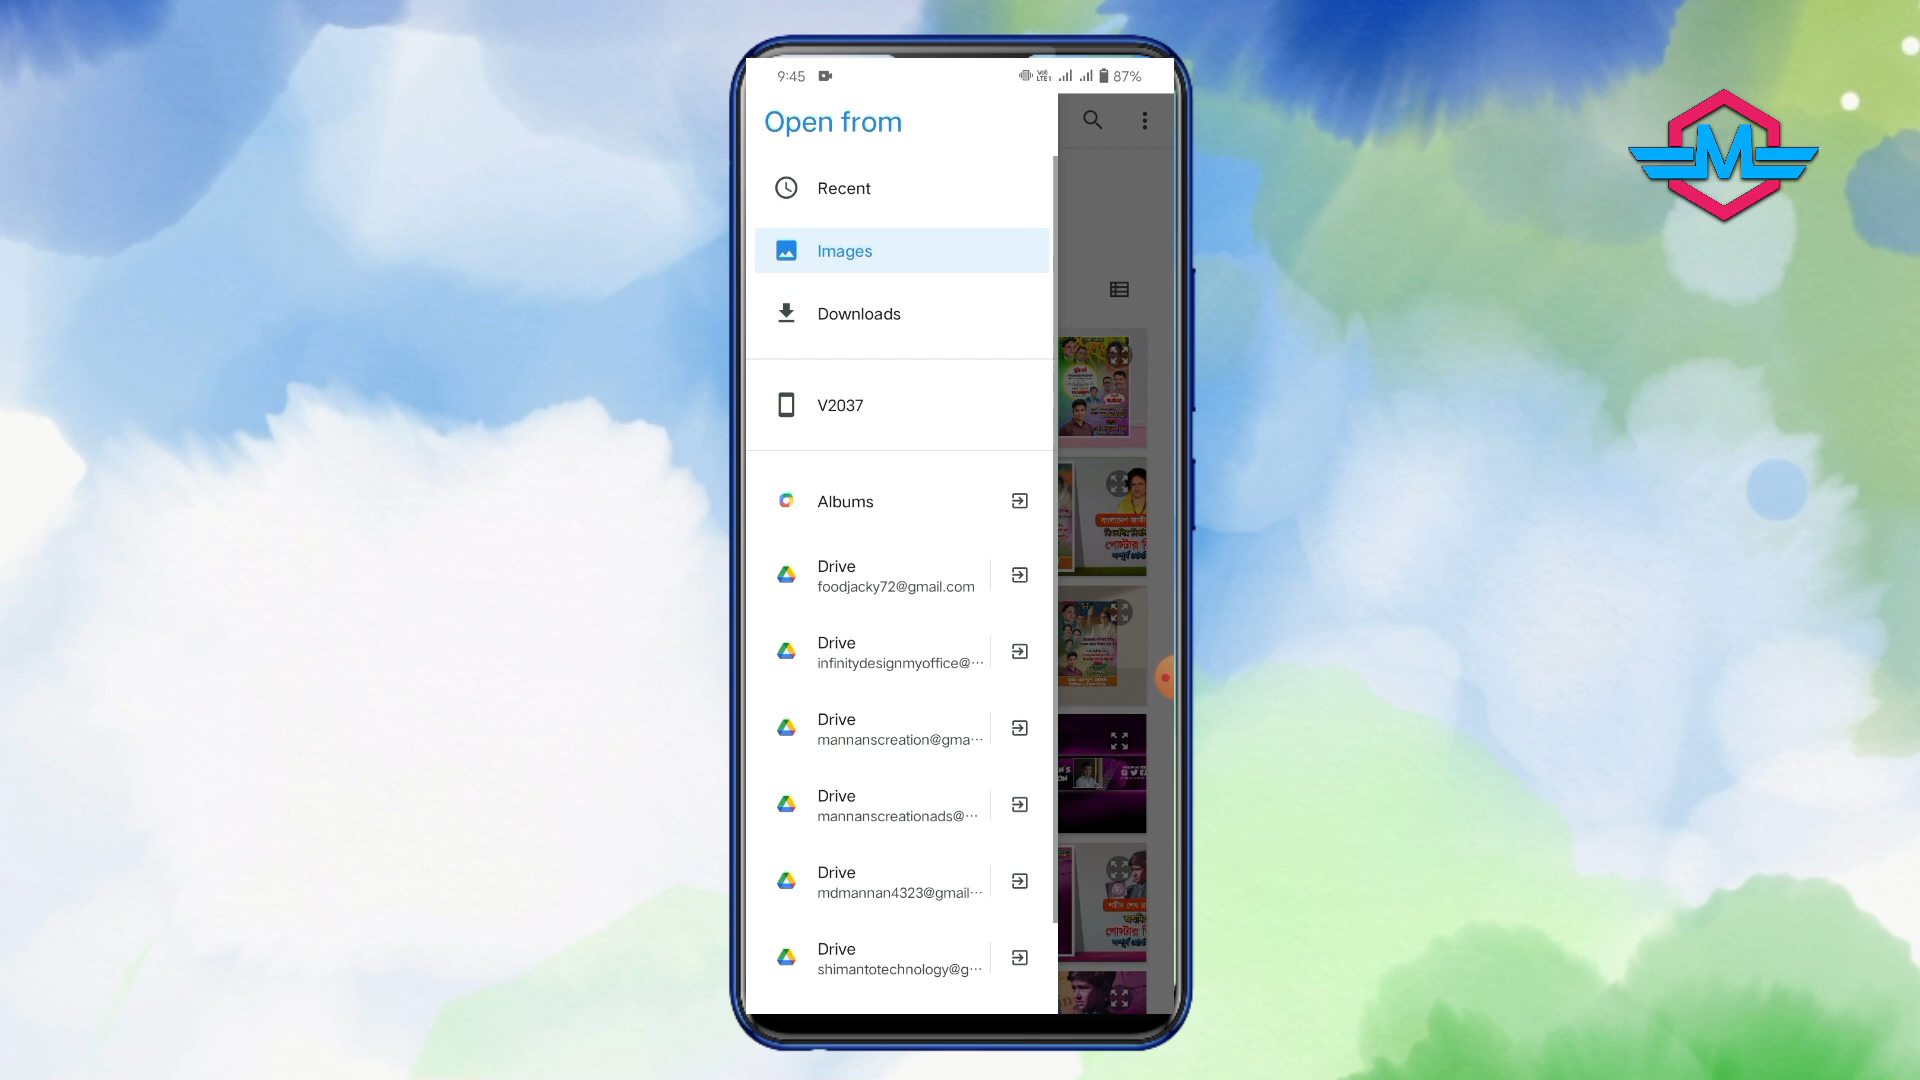 9:45
87%
Open from
Recent
Images
Downloads
V2037
Albums
Drive
foodjacky72@gmail.com
Drive
infinitydesignmyoffice@···
Drive
mannanscreation@gma···
Drive
mannanscreationads@···
Drive
mdmannan4323@gmail···
Drive
shimantotechnology@g···
M